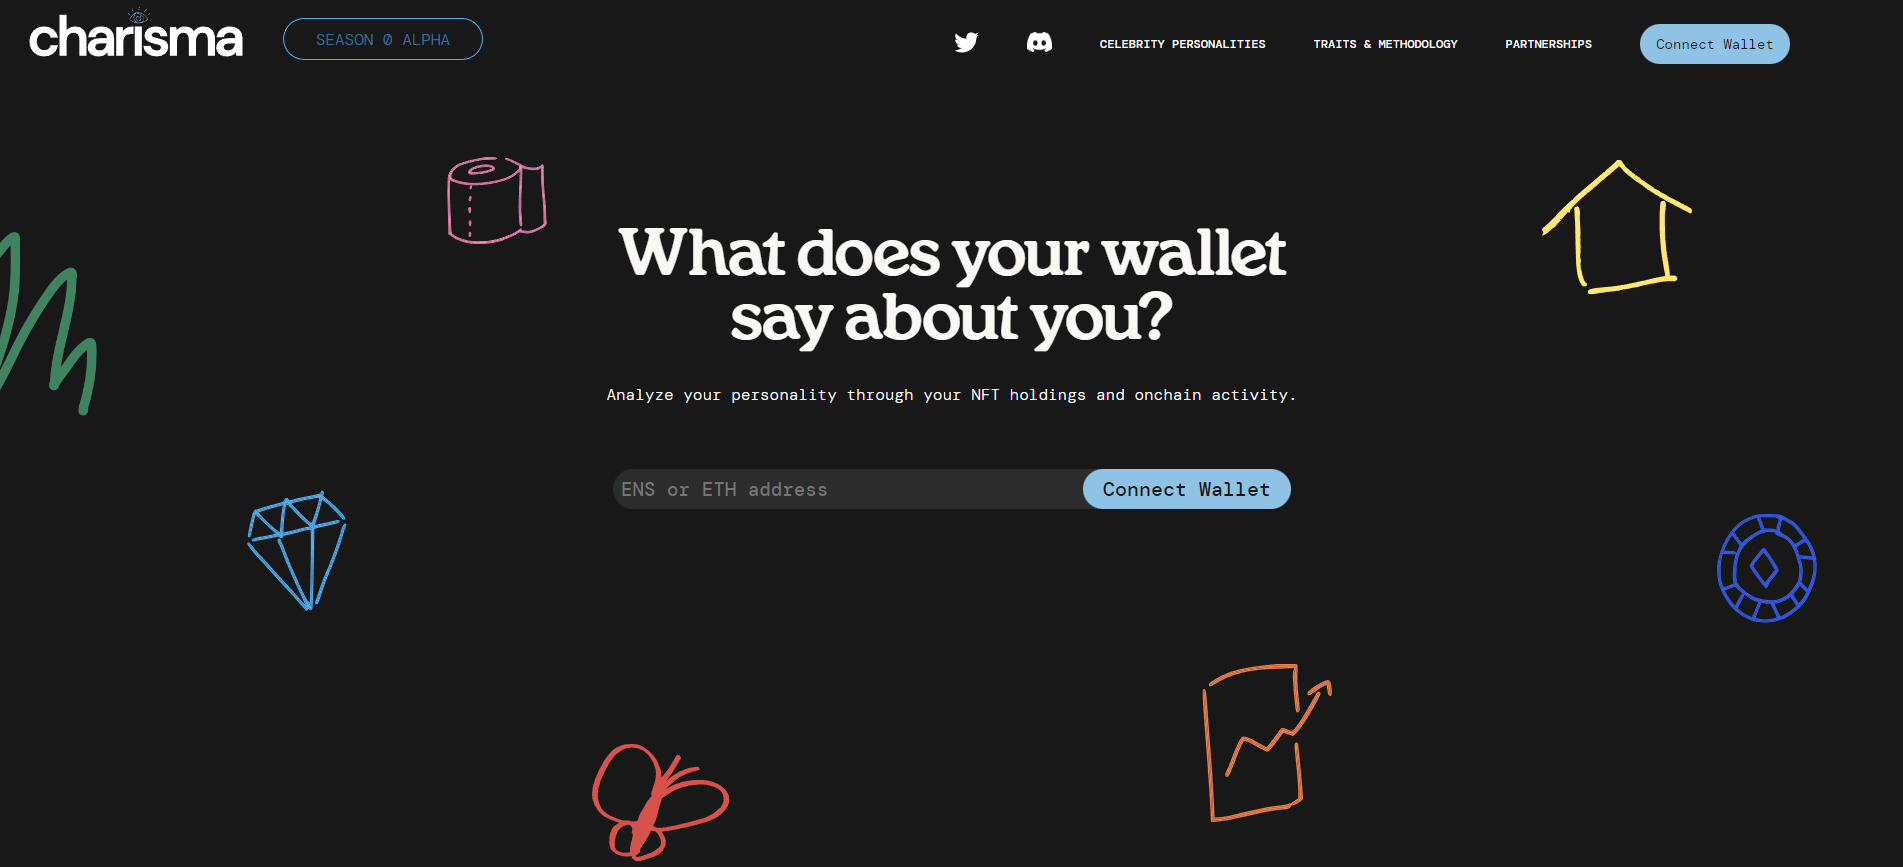 charisma
SEASON 0 ALPHA
CELEBRITY PERSONALITIES
TRAITS & METHODOLOGY
PARTNERSHIPS
Connect Wallet
What does your wallet
say about you?
Analyze your personality through your NFT holdings and onchain activity.
ENS or ETH address
Connect Wallet